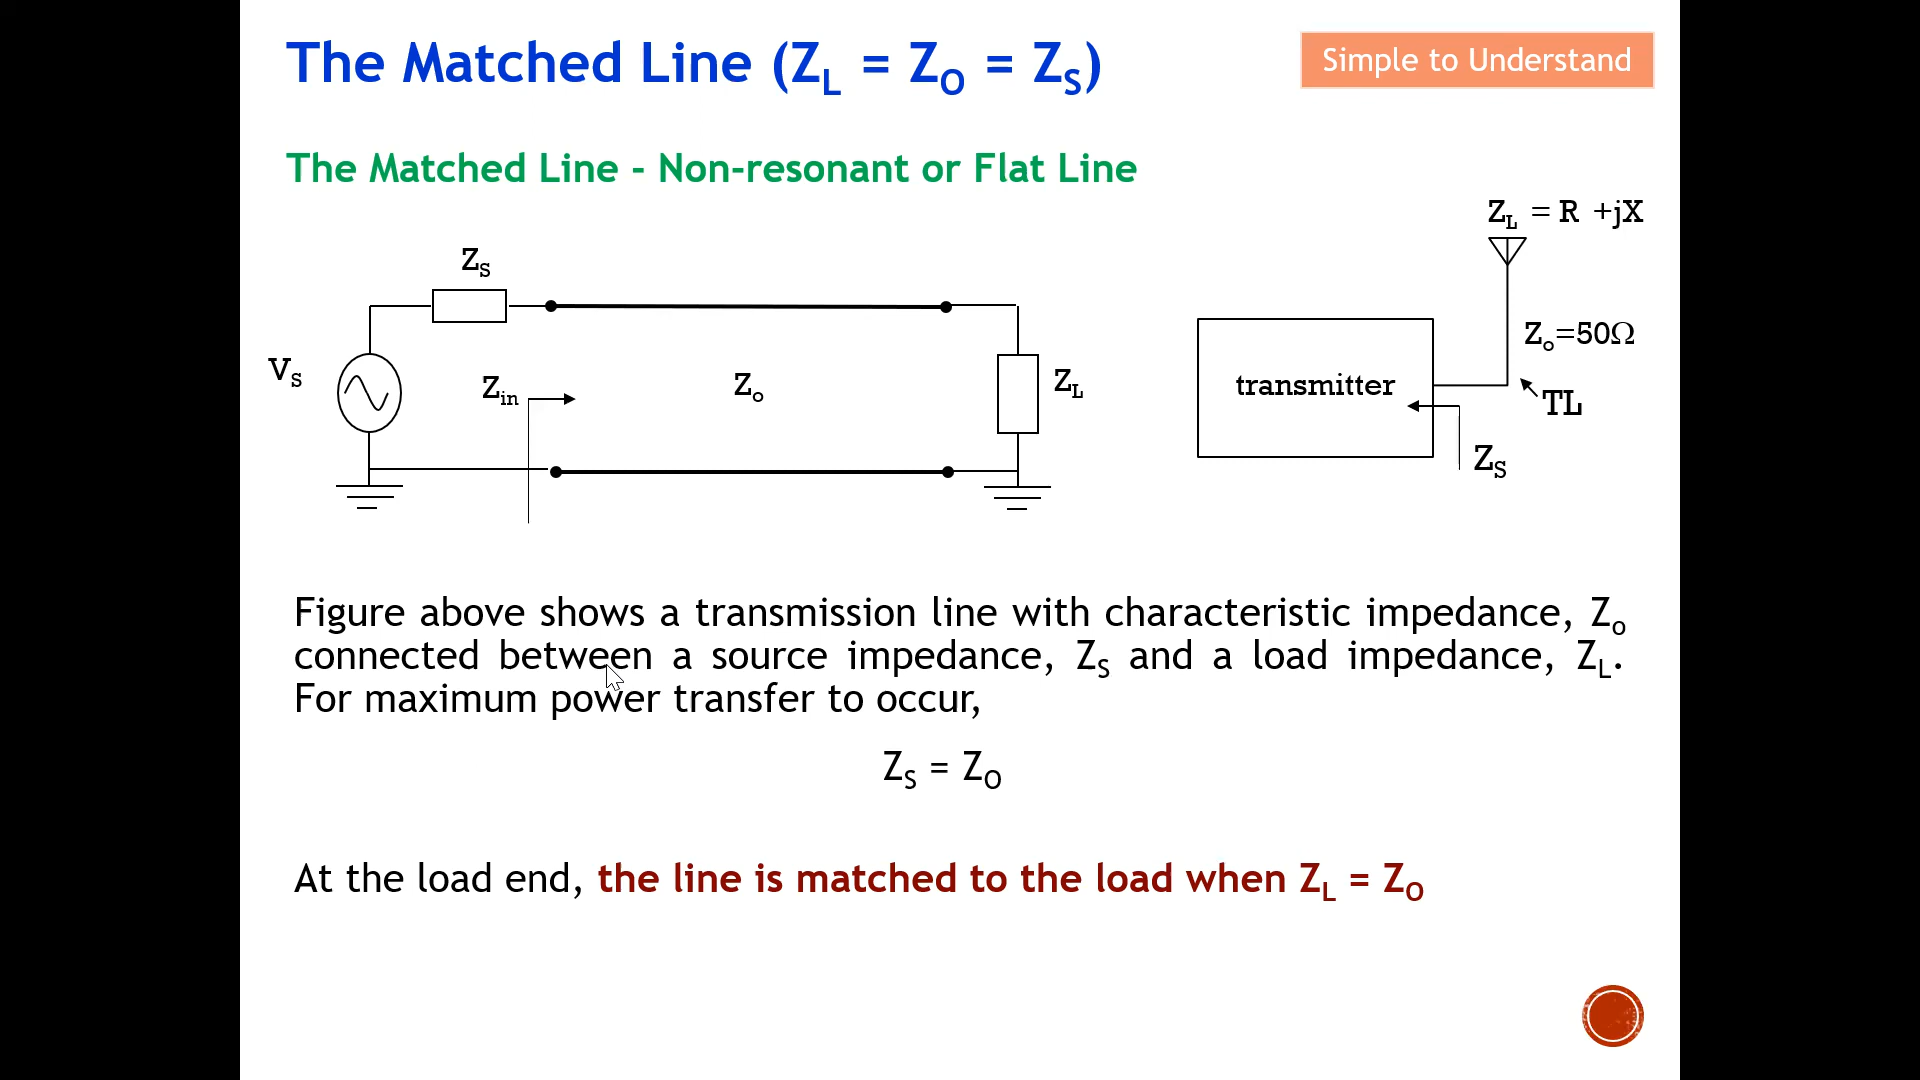 The Matched Line (ZL = ZO = ZS)
Simple to Understand
The Matched Line - Non-resonant or Flat Line
ZL = R +jX
ZS
VS
Zin
Zo
ZL
transmitter
Zo=50Ω
TL
ZS
Figure above shows a transmission line with characteristic impedance, Zo
connected between a source impedance, ZS and a load impedance, ZL.
For maximum power transfer to occur,
ZS = ZO
At the load end, the line is matched to the load when ZL = ZO